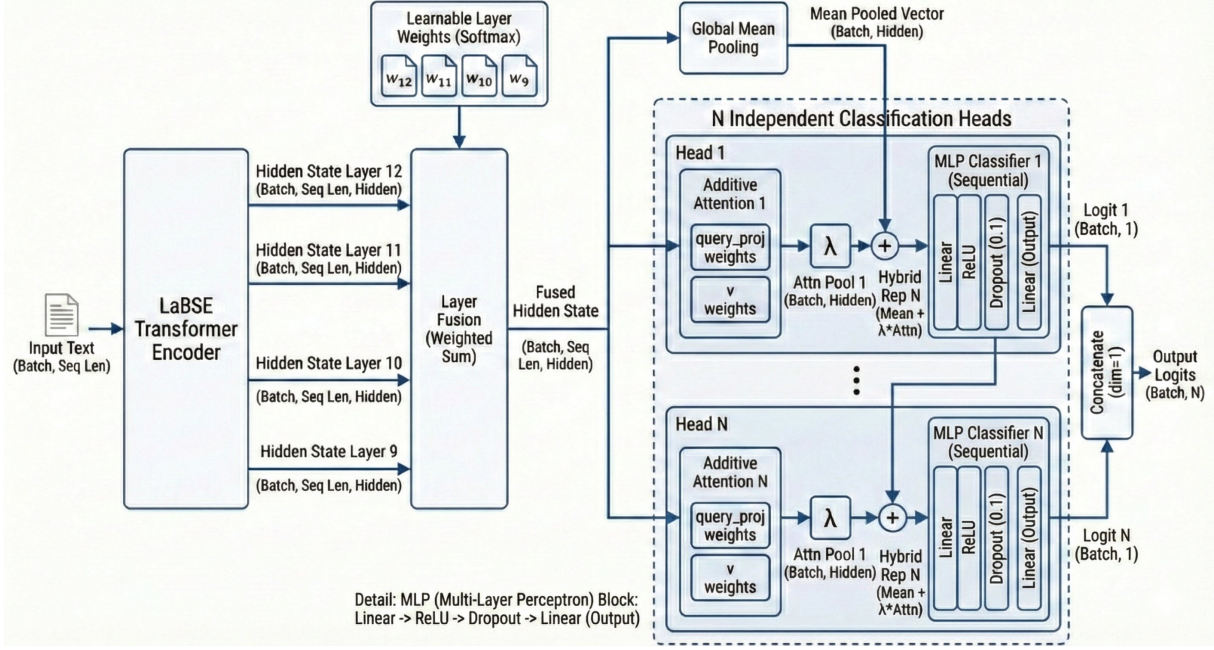 Learnable Layer
Weights (Softmax)
w12
w11
w10
w9
Global Mean
Pooling
Mean Pooled Vector
(Batch, Hidden)
Input Text
(Batch, Seq Len)
LaBSE
Transformer
Encoder
Hidden State Layer 12
(Batch, Seq Len, Hidden)
Hidden State Layer 11
(Batch, Seq Len, Hidden)
Hidden State Layer 10
(Batch, Seq Len, Hidden)
Hidden State Layer 9
(Batch, Seq Len, Hidden)
Layer
Fusion
(Weighted
Sum)
Fused
Hidden State
(Batch, Seq
Len, Hidden)
N Independent Classification Heads
Head 1
Additive
Attention 1
query_proj
weights
v
weights
λ
Attn Pool 1
(Batch, Hidden)
+
Hybrid
Rep N
(Mean +
λ*Attn)
MLP Classifier 1
(Sequential)
Linear
ReLU
Dropout (0.1)
Linear (Output)
Logit 1
(Batch, 1)
Head N
Additive
Attention N
query_proj
weights
v
weights
λ
Attn Pool 1
(Batch, Hidden)
+
Hybrid
Rep N
(Mean +
λ*Attn)
MLP Classifier N
(Sequential)
Linear
ReLU
Dropout (0.1)
Linear (Output)
Logit N
(Batch, 1)
Concatenate
(dim=1)
Output
Logits
(Batch, N)
Detail: MLP (Multi-Layer Perceptron) Block:
Linear -> ReLU -> Dropout -> Linear (Output)